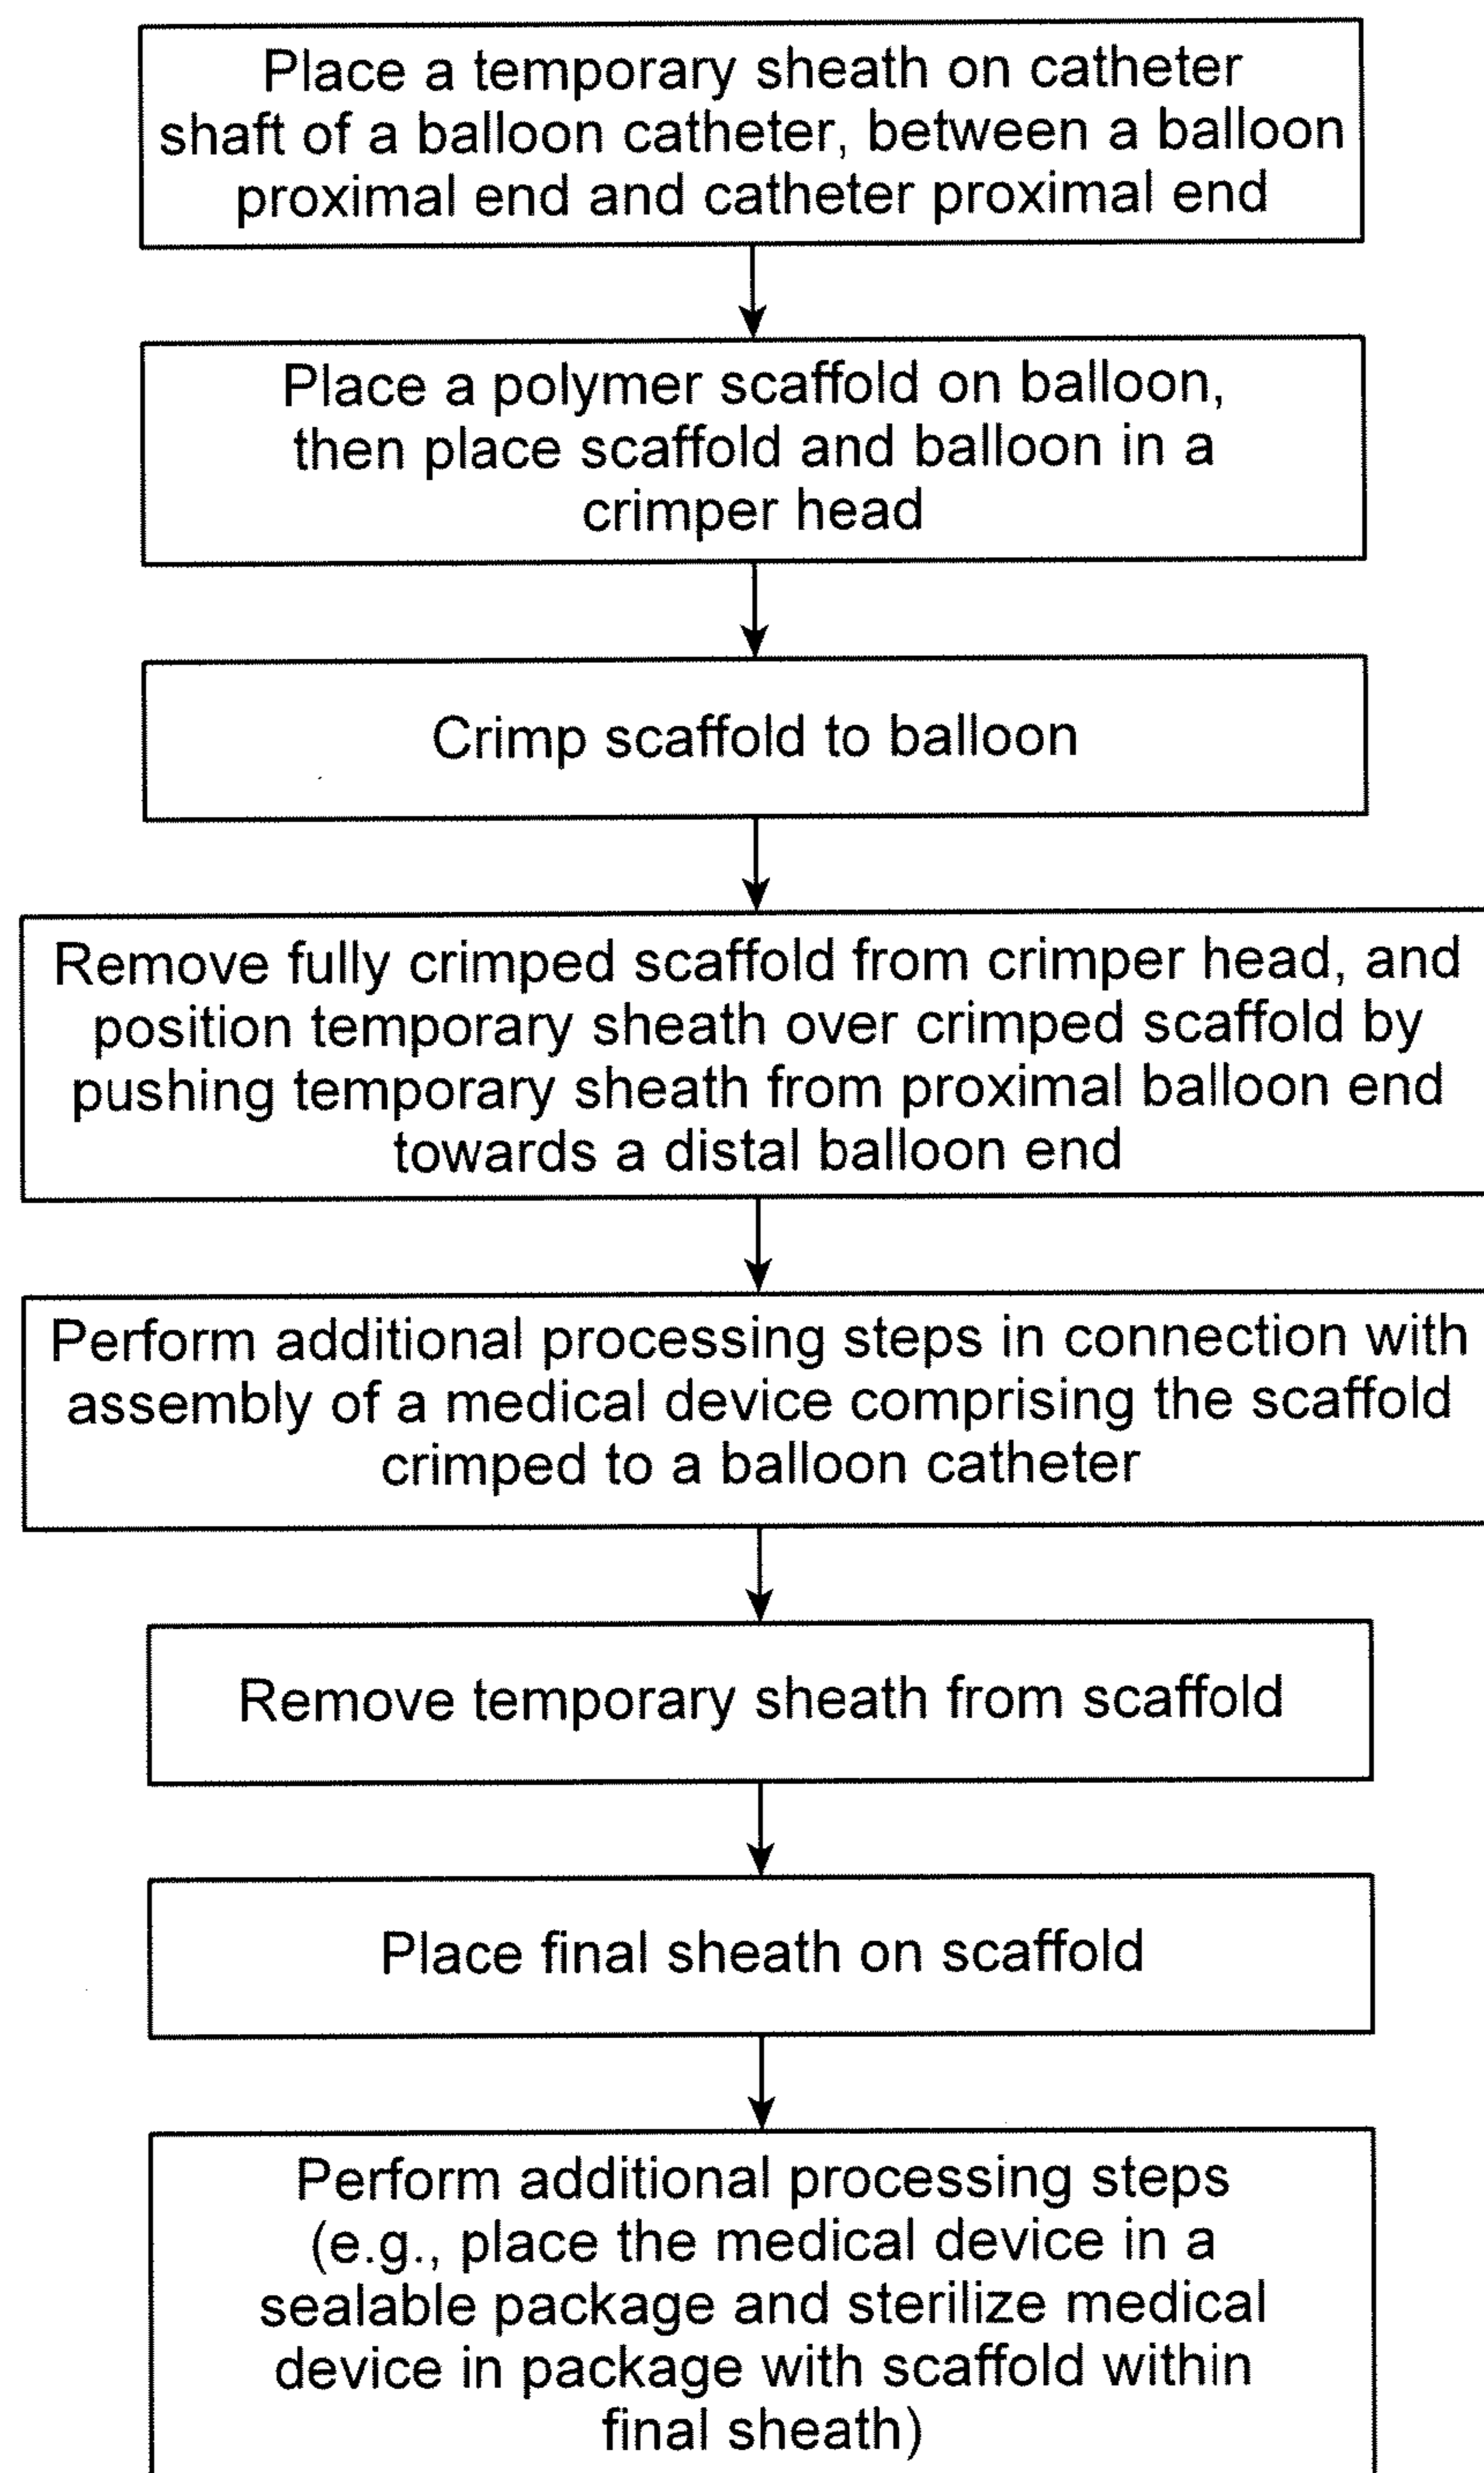 Place a temporary sheath on catheter
shaft of a balloon catheter, between a balloon
proximal end and catheter proximal end
Place a polymer scaffold on balloon,
then place scaffold and balloon in a
crimper head
Crimp scaffold to balloon
Remove fully crimped scaffold from crimper head, and
position temporary sheath over crimped scaffold by
pushing temporary sheath from proximal balloon end
towards a distal balloon end
Perform additional processing steps in connection with
assembly of a medical device comprising the scaffold
crimped to a balloon catheter
Remove temporary sheath from scaffold
Place final sheath on scaffold
Perform additional processing steps
(e.g., place the medical device in a
sealable package and sterilize medical
device in package with scaffold within
final sheath)